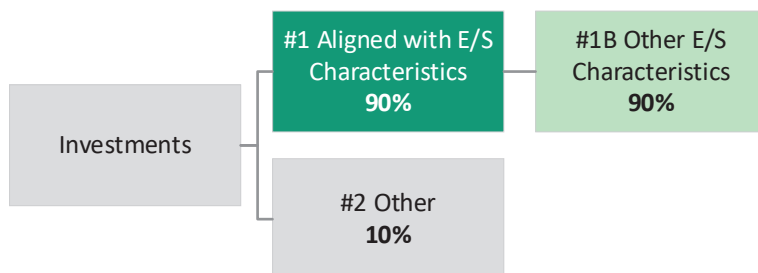 Investments
#1 Aligned with E/S
Characteristics
90%
#1B Other E/S
Characteristics
90%
#2 Other
10%